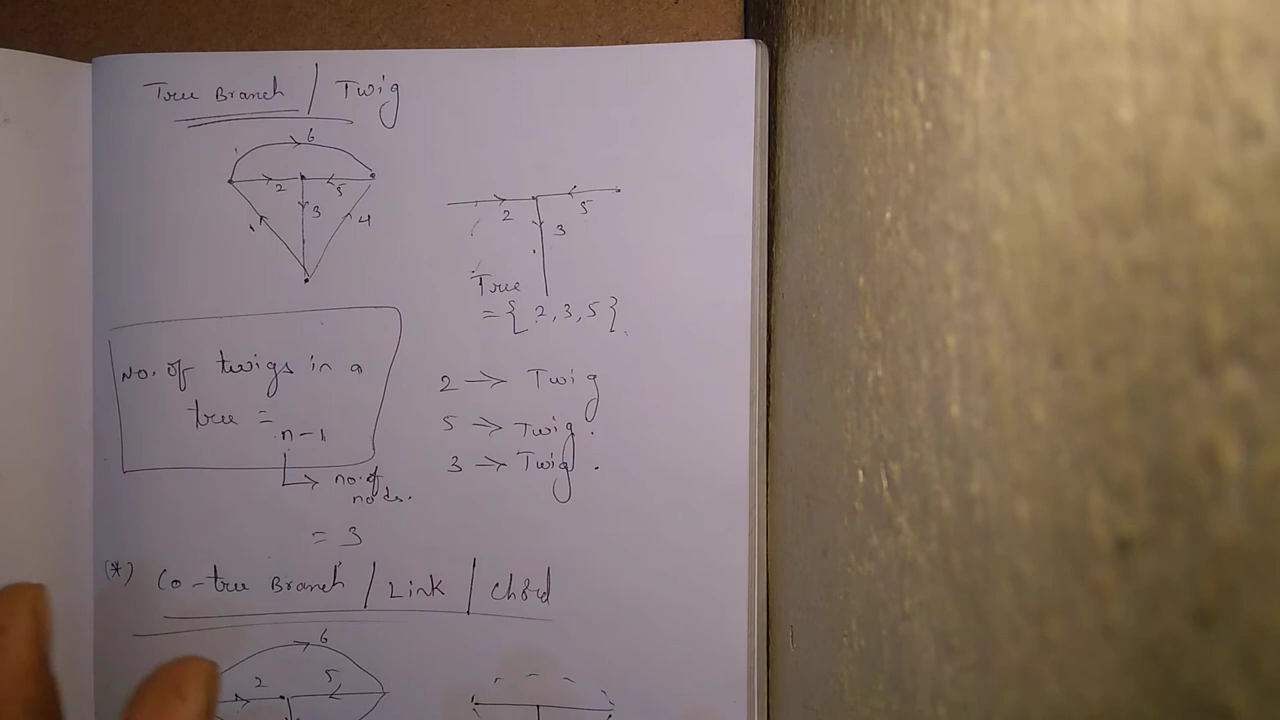 Tree Branch / Twig
6
2
5
3
4
2
5
3
Tree
= { 2, 3, 5 }
No. of twigs in a
tree =
n-1
no. of
nodes.
= 3
2 → Twig
5 → Twig.
3 → Twig.
(*) Co-tree Branch / Link / Chord
6
2
5